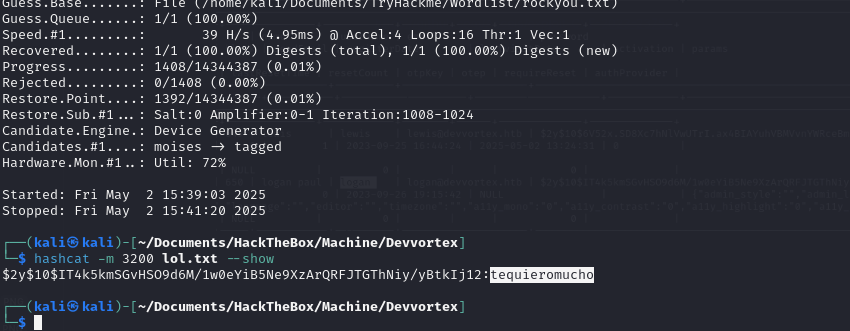 Guess.Base.......: File (/home/kali/Documents/TryHackme/Wordlist/rockyou.txt)
Guess.Queue......: 1/1 (100.00%)
Speed.#1.........:       39 H/s (4.95ms) @ Accel:4 Loops:16 Thr:1 Vec:1
Recovered........: 1/1 (100.00%) Digests (total), 1/1 (100.00%) Digests (new)
Progress.........: 1408/14344387 (0.01%)
Rejected.........: 0/1408 (0.00%)
Restore.Point....: 1392/14344387 (0.01%)
Restore.Sub.#1...: Salt:0 Amplifier:0-1 Iteration:1008-1024
Candidate.Engine.: Device Generator
Candidates.#1....: moises -> tagged
Hardware.Mon.#1..: Util: 72%
Started: Fri May  2 15:39:03 2025
Stopped: Fri May  2 15:41:20 2025
┌──(kali㉿kali)-[~/Documents/HackTheBox/Machine/Devvortex]
└─$ hashcat -m 3200 lol.txt --show
$2y$10$IT4k5kmSGvHSO9d6M/1w0eYiB5Ne9XzArQRFJTGThNiy/yBtkIj12:tequieromucho
┌──(kali㉿kali)-[~/Documents/HackTheBox/Machine/Devvortex]
└─$